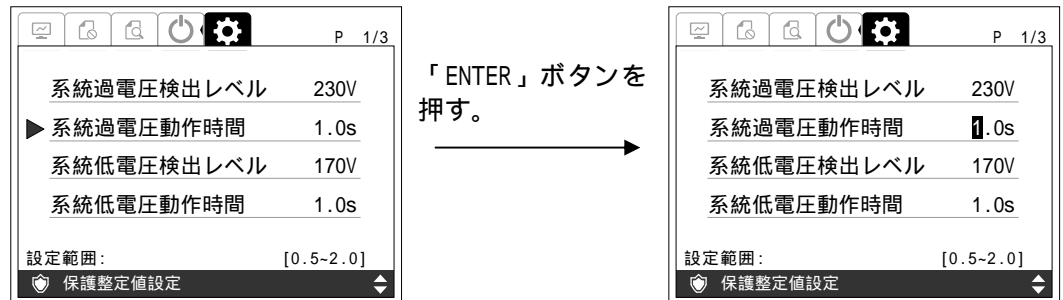 P 1/3
系統過電圧検出レベル 230V
系統過電圧動作時間 1.0s
系統低電圧検出レベル 170V
系統低電圧動作時間 1.0s
設定範囲: [0.5~2.0]
保護整定値設定
「ENTER」ボタンを
押す。
P 1/3
系統過電圧検出レベル 230V
系統過電圧動作時間 1.0s
系統低電圧検出レベル 170V
系統低電圧動作時間 1.0s
設定範囲: [0.5~2.0]
保護整定値設定